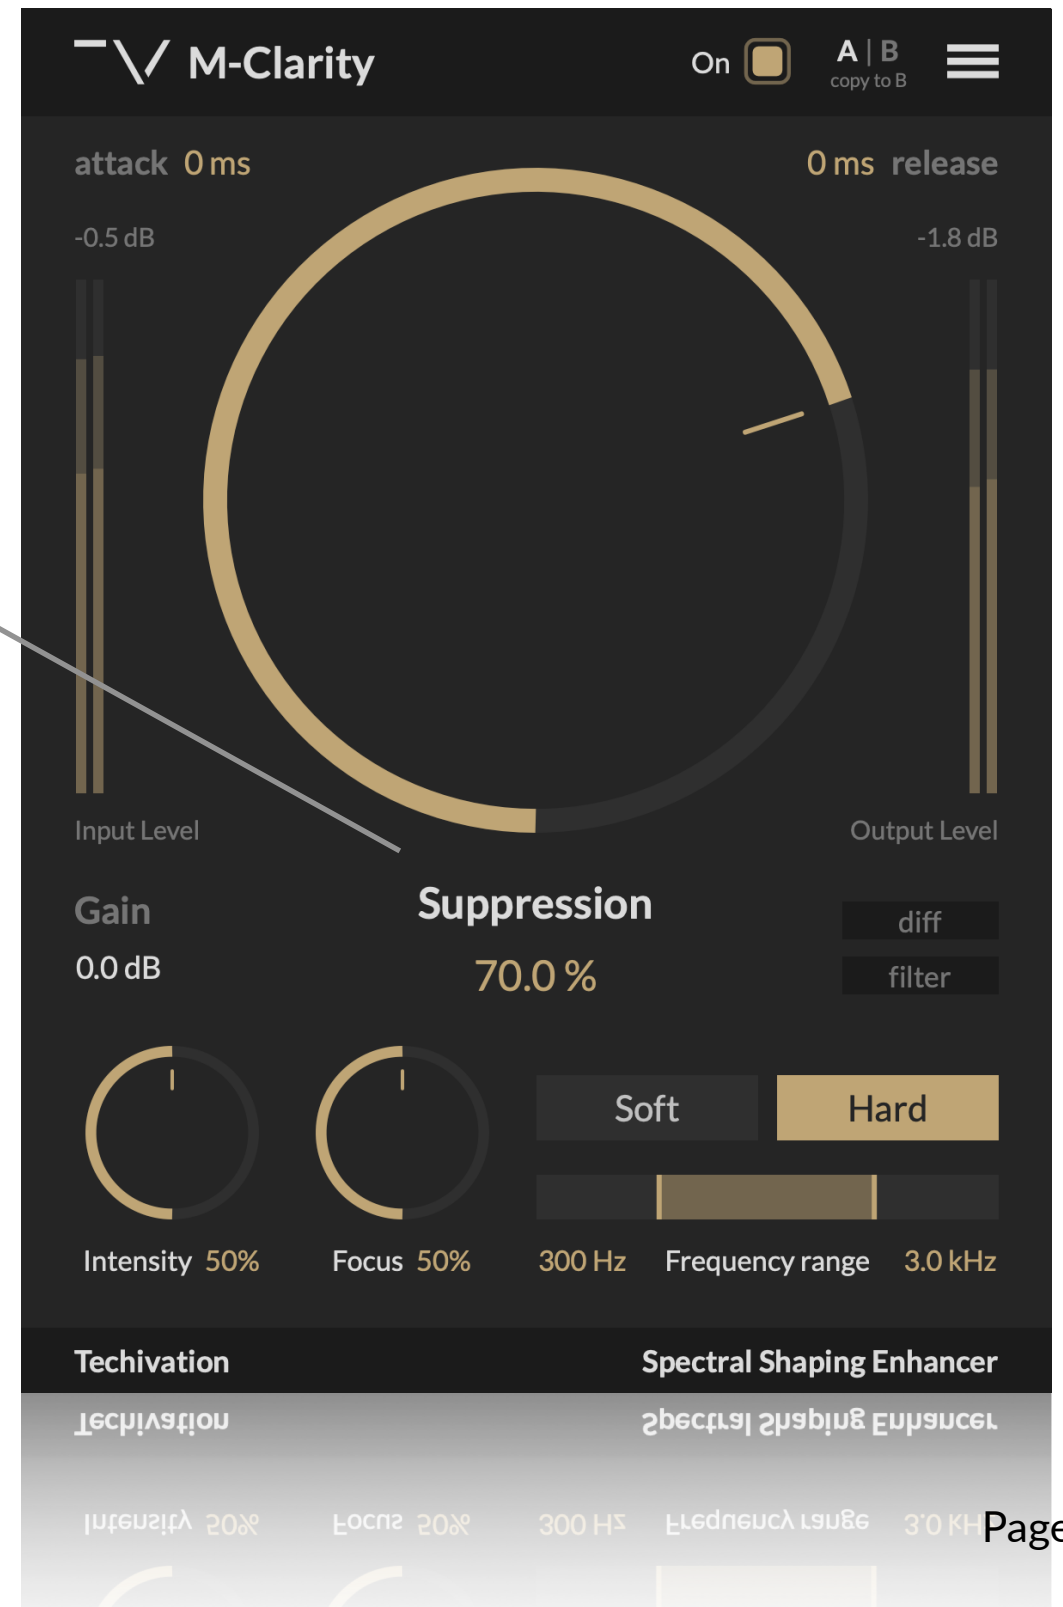 M-Clarity
On
A | B
copy to B
attack 0 ms
0 ms release
-0.5 dB
-1.8 dB
Input Level
Output Level
Gain
0.0 dB
Suppression
70.0 %
diff
filter
Soft
Hard
Intensity 50%
Focus 50%
300 Hz Frequency range 3.0 kHz
Techivation
Spectral Shaping Enhancer
Techivation
Spectral Shaping Enhancer
Intensity 50%
Focus 50%
300 Hz Frequency range 3.0 kH
Page